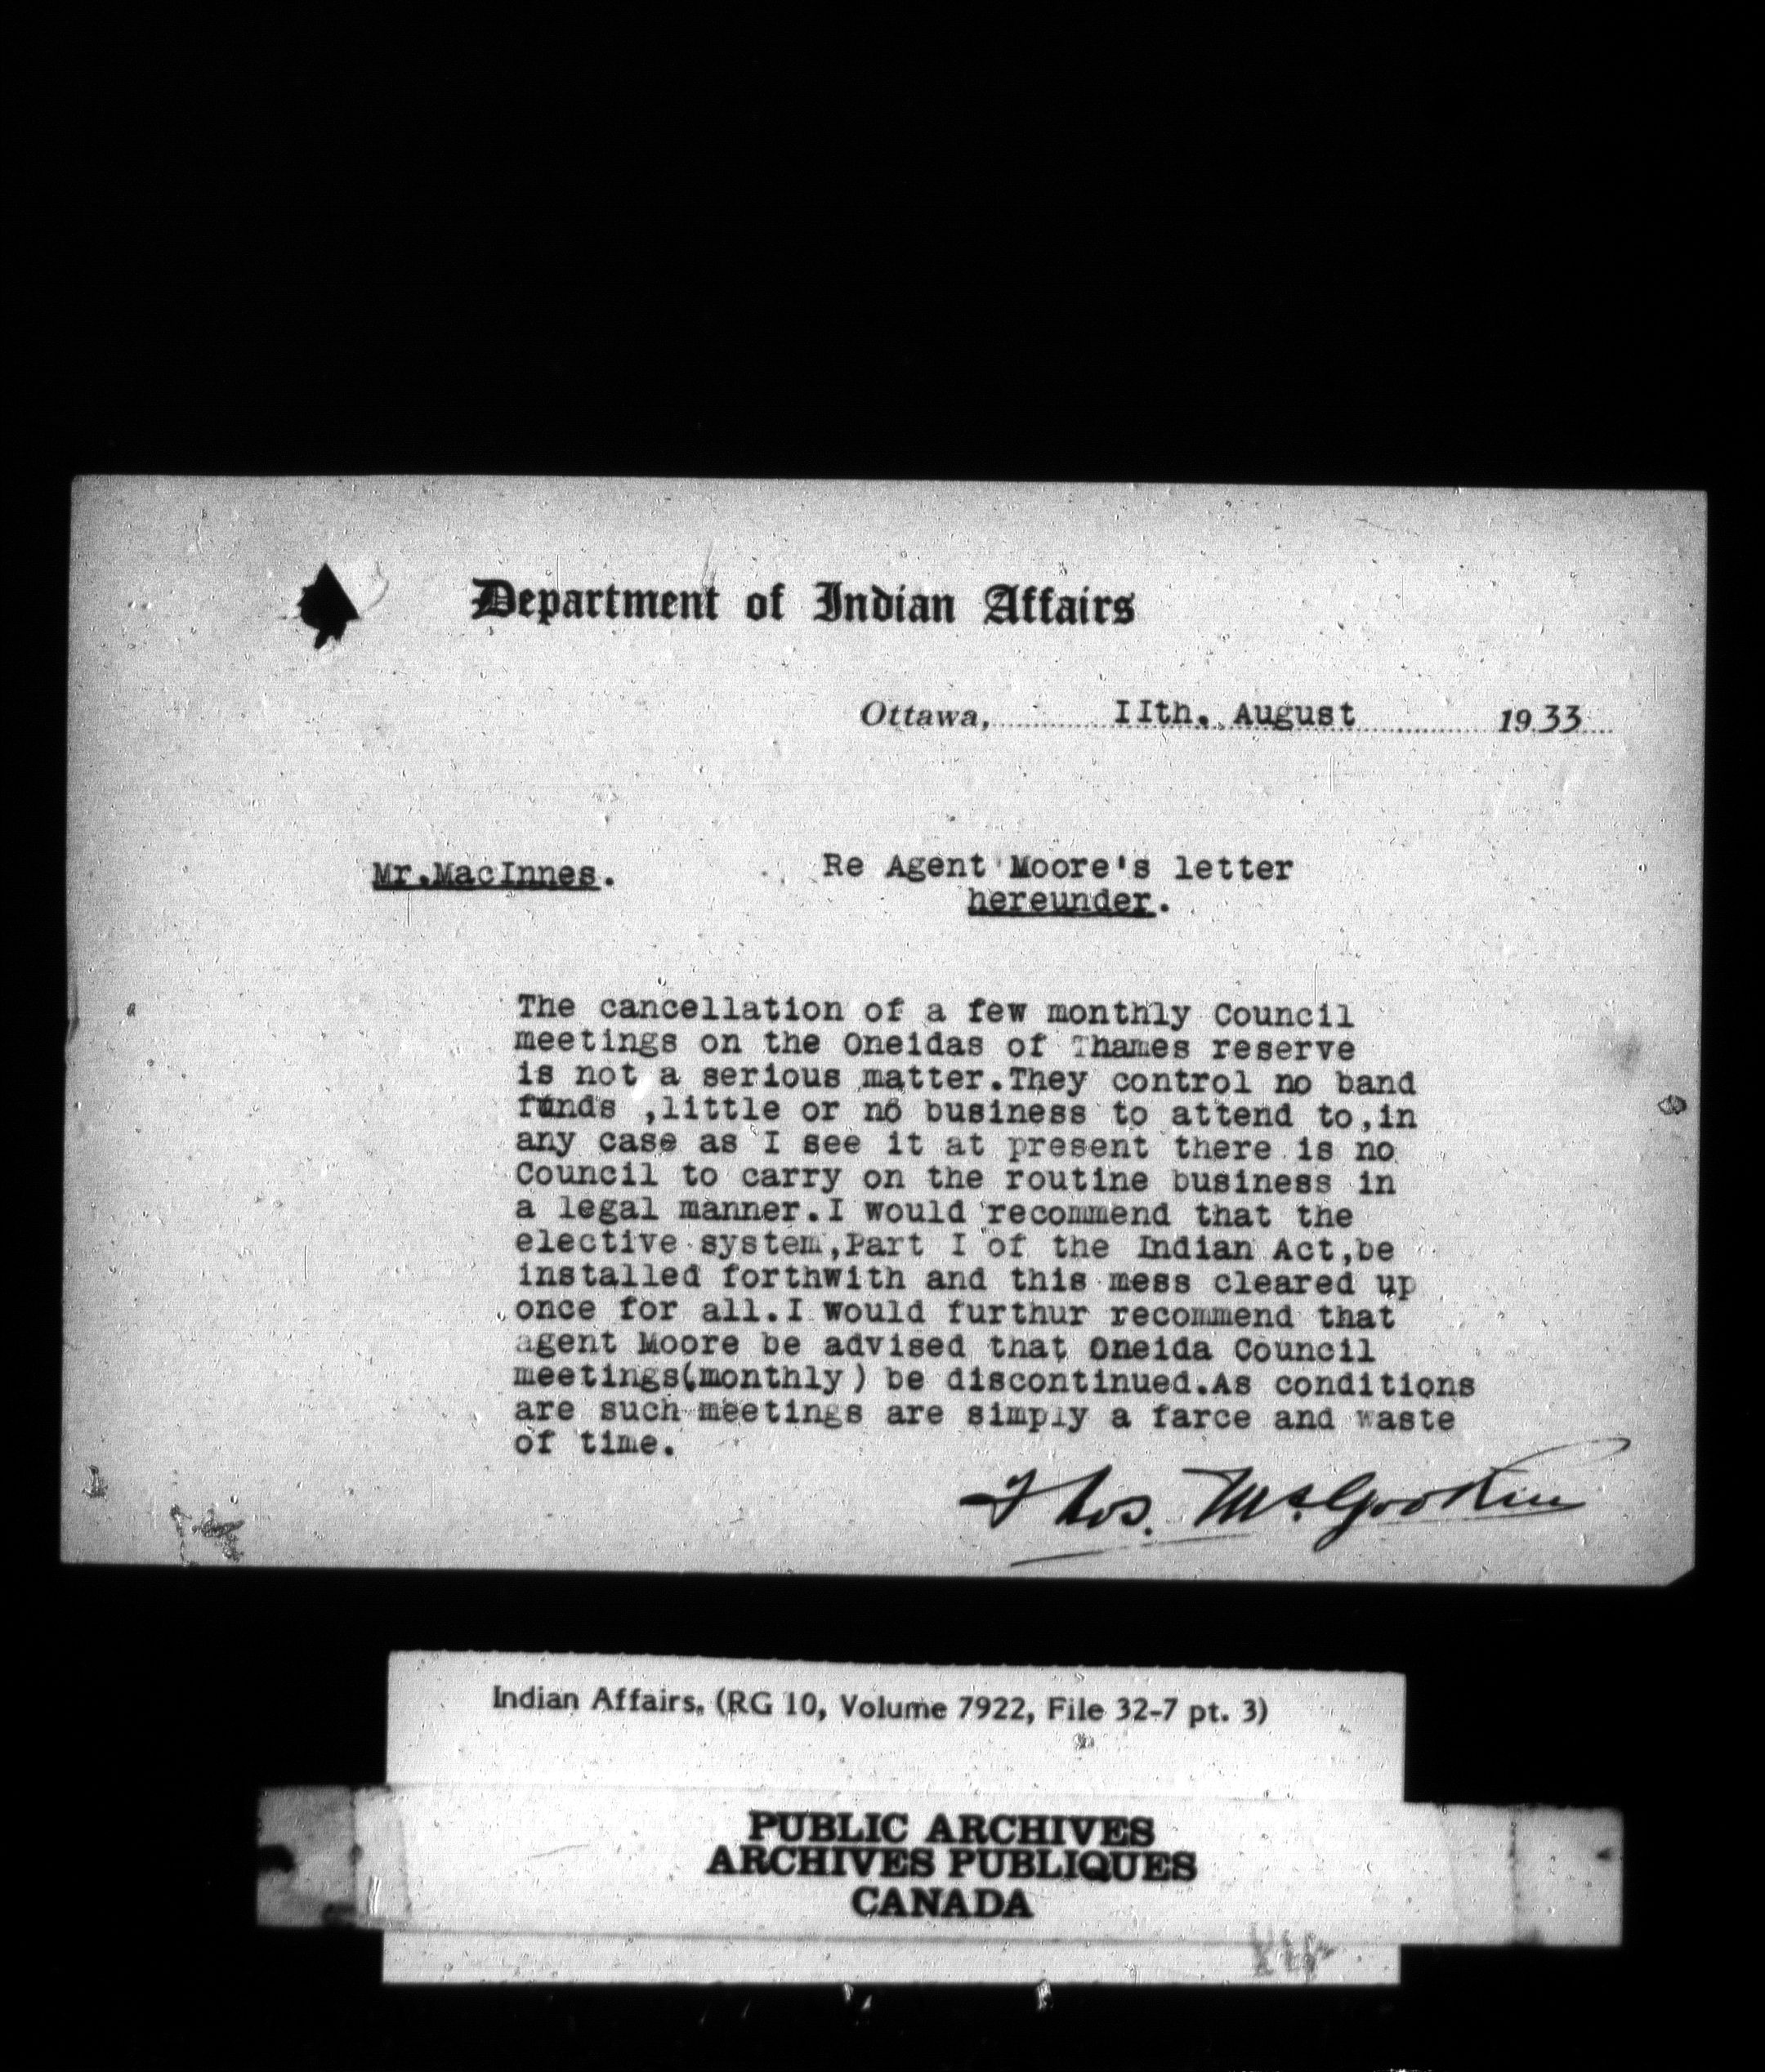 Department of Indian Affairs
Ottawa, IIth. August 1933
Mr.MacInnes.
Re Agent Moore's letter
hereunder.
The cancellation of a few monthly Council
meetings on the Oneidas of Thames reserve
is not a serious matter.They control no band
funds ,little or no business to attend to,in
any case as I see it at present there is no
Council to carry on the routine business in
a legal manner.I would recommend that the
elective system,Part I of the Indian Act,be
installed forthwith and this mess cleared up
once for all.I would furthur recommend that
agent Moore be advised that Oneida Council
meetings(monthly) be discontinued.As conditions
are such meetings are simply a farce and waste
of time.
Thos. McGookin
Indian Affairs. (RG 10, Volume 7922, File 32-7 pt. 3)
PUBLIC ARCHIVES
ARCHIVES PUBLIQUES
CANADA